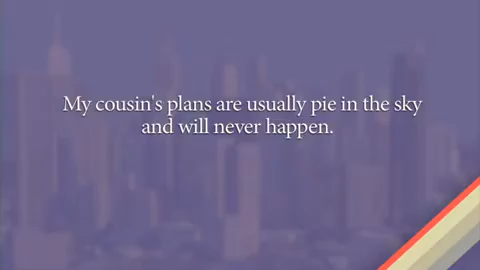 My cousin's plans are usually pie in the sky
and will never happen.